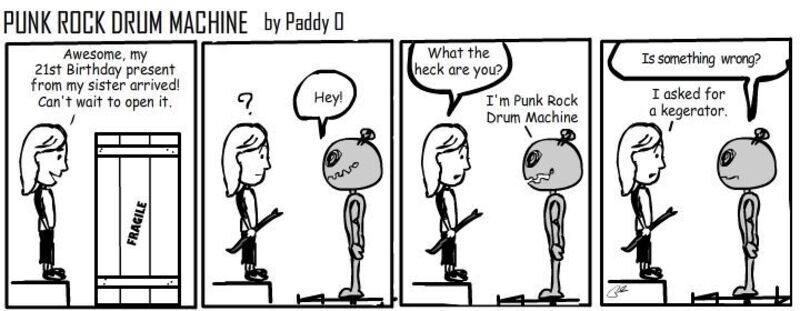 PUNK ROCK DRUM MACHINE by Paddy O
Awesome, my
21st Birthday present
from my sister arrived!
Can't wait to open it.
FRAGILE
?
Hey!
What the
heck are you?
I'm Punk Rock
Drum Machine
Is something wrong?
I asked for
a kegerator.